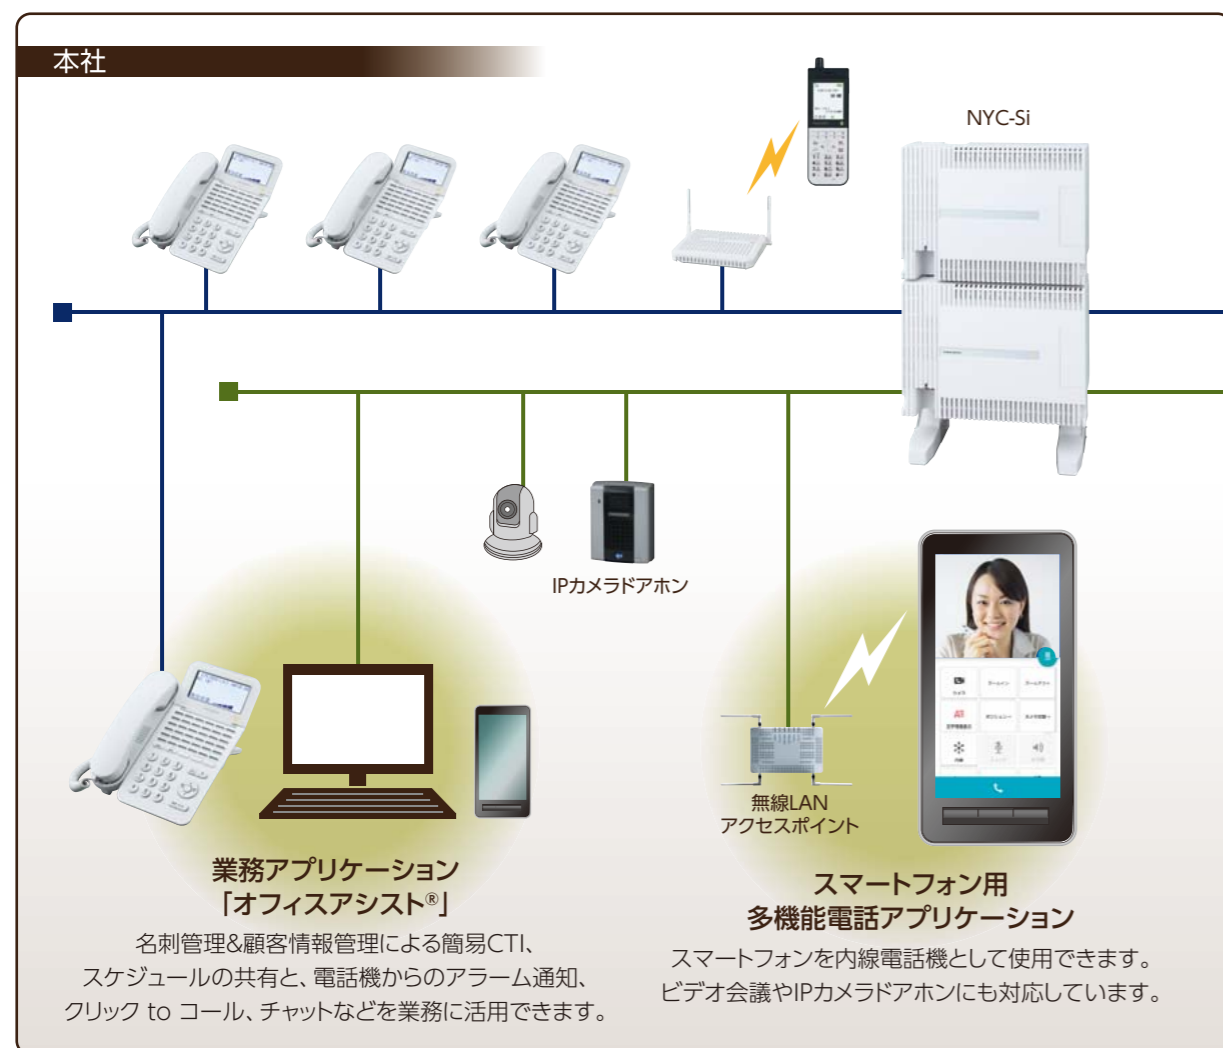 本社
NYC-Si
IPカメラドアホン
無線LAN
アクセスポイント
業務アプリケーション
「オフィスアシスト®」
名刺管理&顧客情報管理による簡易CTI、
スケジュールの共有と、電話機からのアラーム通知、
クリック to コール、チャットなどを業務に活用できます。
スマートフォン用
多機能電話アプリケーション
スマートフォンを内線電話機として使用できます。
ビデオ会議やIPカメラドアホンにも対応しています。